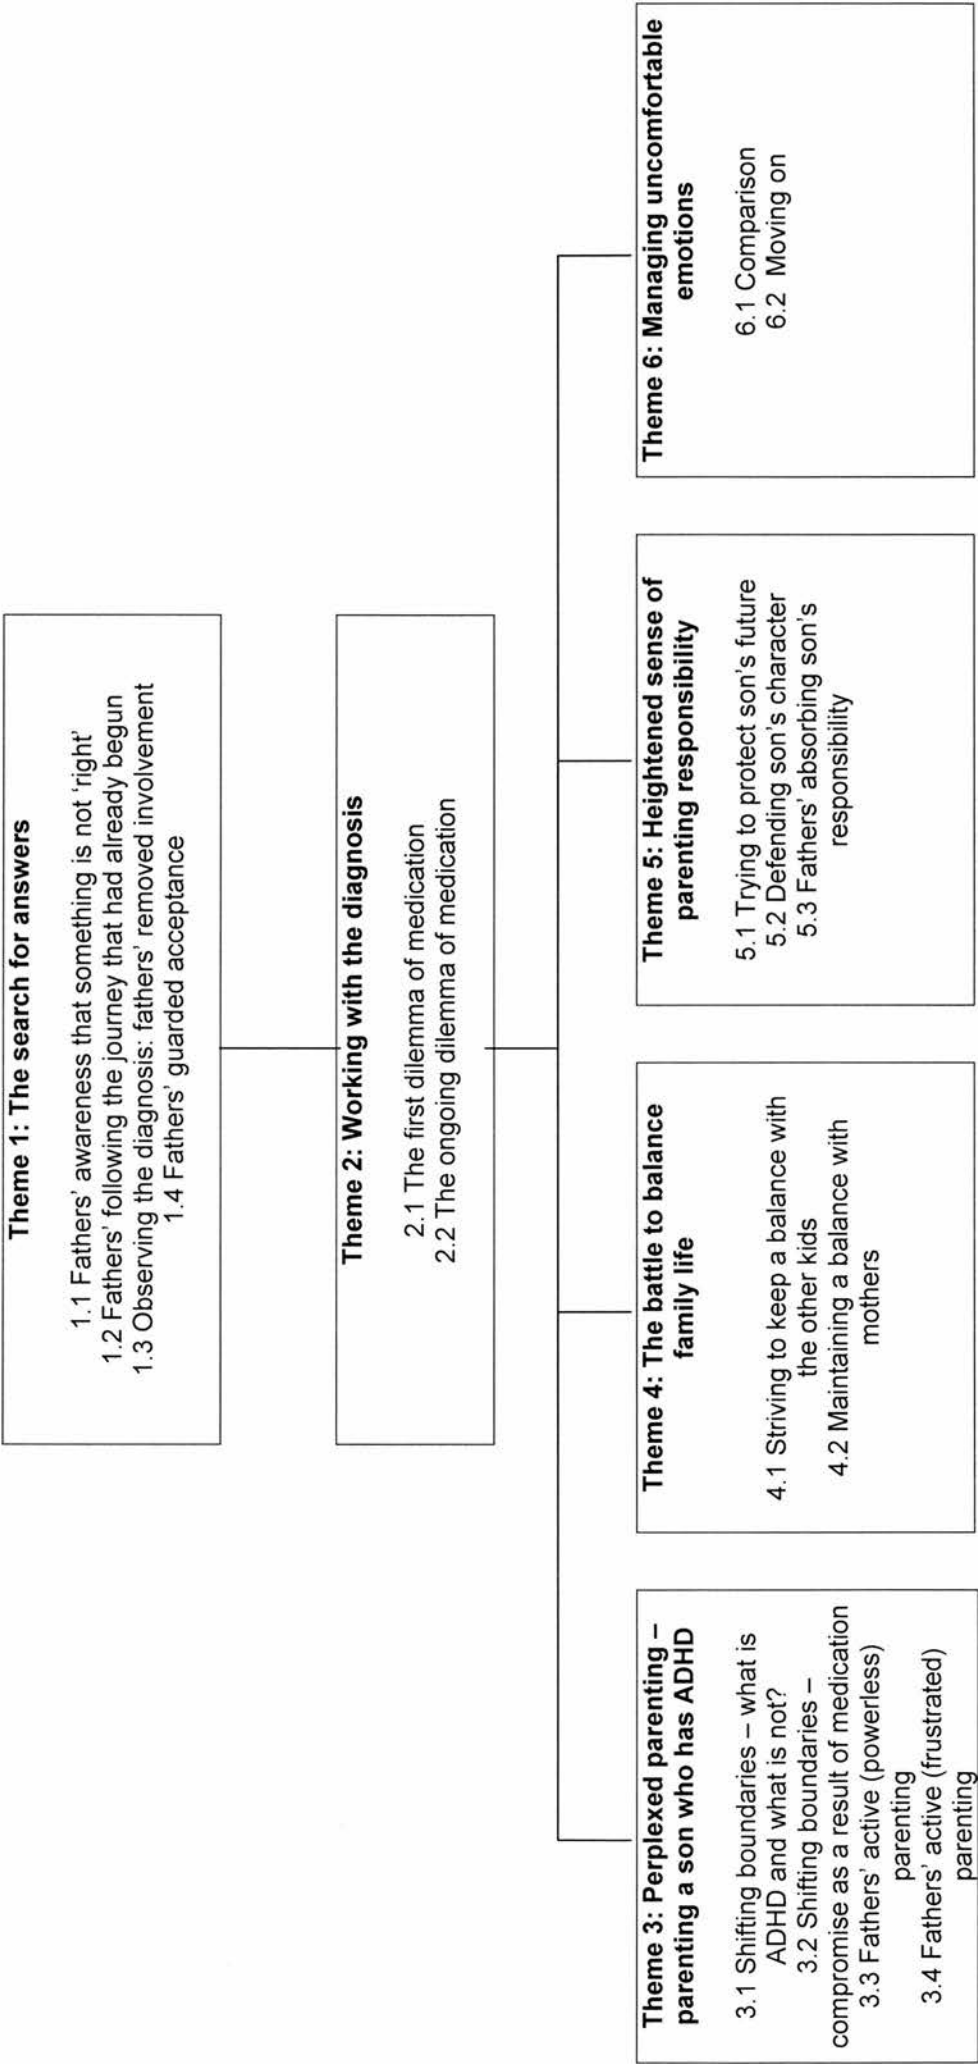 Theme 1: The search for answers
1.1 Fathers' awareness that something is not ‘right’
1.2 Fathers' following the journey that had already begun
1.3 Observing the diagnosis: fathers' removed involvement
1.4 Fathers' guarded acceptance
Theme 2: Working with the diagnosis
2.1 The first dilemma of medication
2.2 The ongoing dilemma of medication
Theme 3: Perplexed parenting –
parenting a son who has ADHD
3.1 Shifting boundaries – what is
ADHD and what is not?
3.2 Shifting boundaries –
compromise as a result of medication
3.3 Fathers' active (powerless)
parenting
3.4 Fathers' active (frustrated)
parenting
Theme 4: The battle to balance
family life
4.1 Striving to keep a balance with
the other kids
4.2 Maintaining a balance with
mothers
Theme 5: Heightened sense of
parenting responsibility
5.1 Trying to protect son's future
5.2 Defending son's character
5.3 Fathers' absorbing son's
responsibility
Theme 6: Managing uncomfortable
emotions
6.1 Comparison
6.2 Moving on